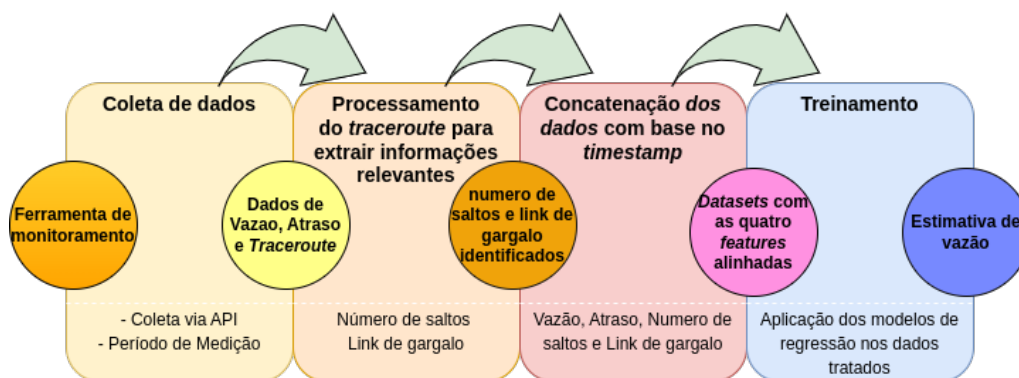 Coleta de dados
Processamento
do traceroute para
extrair informações
relevantes
Concatenação dos
dados com base no
timestamp
Treinamento
Ferramenta de
monitoramento
Dados de
Vazao, Atraso
e Traceroute
numero de
saltos e link de
gargalo
identificados
Datasets com
as quatro
features
alinhadas
Estimativa de
vazão
- Coleta via API
- Período de Medição
Número de saltos
Link de gargalo
Vazão, Atraso, Numero de
saltos e Link de gargalo
Aplicação dos modelos de
regressão nos dados
tratados